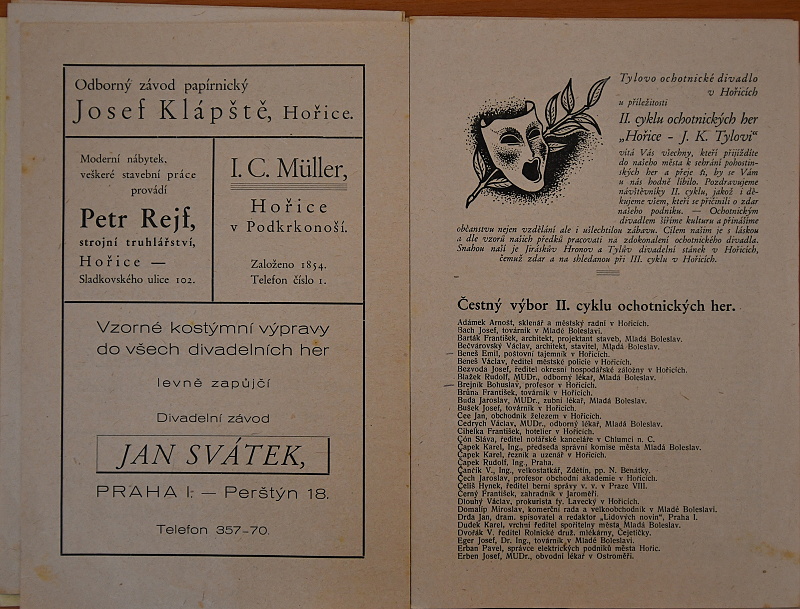 Odborný závod papírnický
Josef Klápště, Hořice.
Moderní nábytek,
veškeré stavební práce
provádí
Petr Rejf,
strojní truhlářství,
Hořice —
Sladkovského ulice 102.
I. C. Müller,
Hořice
v Podkrkonoší.
Založeno 1854.
Telefon číslo 1.
Vzorné kostýmní výpravy
do všech divadelních her
levně zapůjčí
Divadelní závod
JAN SVÁTEK,
PRAHA I. — Perštýn 18.
Telefon 357-70.
Tylovo ochotnické divadlo
v Hořicích
u příležitosti
II. cyklu ochotnických her
„Hořice - J. K. Tylovi“
vítá Vás všechny, kteří přijíždíte
do našeho města k sehrání pohostin-
ských her a přeje ti, by se Vám
u nás hodně líbilo. Pozdravujeme
návštěvníky II. cyklu, jakož i dě-
kujeme všem, kteří se přičinili o zdar
našeho podniku. — Ochotnickým
divadlem šíříme kulturu a přinášíme
občanstvu nejen vzdělání ale i ušlechtilou zábavu. Cílem naším je s láskou
a dle vzorů našich předků pracovati na zdokonalení ochotnického divadla.
Snahou naší je Jiráskův Hronov a Tylův divadelní stánek v Hořicích,
čemuž zdar a na shledanou při III. cyklu v Hořicích.
Čestný výbor II. cyklu ochotnických her.
Adámek Arnošt, sklenář a městský radní v Hořicích.
Bach Josef, továrník v Mladé Boleslavi.
Barták František, architekt, projektant staveb, Mladá Boleslav.
Bečvarovský Václav, architekt, stavitel, Mladá Boleslav.
Beneš Emil, poštovní tajemník v Hořicích.
Beneš Václav, ředitel městské policie v Hořicích.
Bezvoda Josef, ředitel okresní hospodářské záložny v Hořicích.
Blažek Rudolf, MUDr., odborný lékař, Mladá Boleslav.
Brejník Bohuslav, profesor v Hořicích.
Brůna František, továrník v Hořicích.
Buda Jaroslav, MUDr., zubní lékař, Mladá Boleslav.
Bušek Josef, továrník v Hořicích.
Cee Jan, obchodník železem v Hořicích.
Cedrych Václav, MUDr., odborný lékař, Ml. Boleslav.
Cihelka František, hotelier v Hořicích.
Čón Sláva, ředitel notářské kanceláře v Chlumci n. C.
Čapek Karel, Ing., předseda správní komise města Mladá Boleslav.
Čapek Karel, řezník a uzenář v Hořicích.
Čapek Rudolf, Ing., Praha.
Čančík V., Ing., velkostatkář, Zdětín, pp. N. Benátky.
Čech Jaroslav, profesor obchodní akademie v Hořicích.
Čeliš Hynek, ředitel berní správy v. v. v Praze VIII.
Černý František, zahradník v Jaroměři.
Dlouhý Václav, prokurista fy. Lavecký v Hořicích.
Domalíp Miroslav, komerční rada a velkoobchodník v Mladé Boleslavi.
Drda Jan, dram. spisovatel a redaktor „Lidových novin“, Praha I.
Dudek Karel, vrchní ředitel spořitelny města Mladá Boleslav.
Dvořák V. ředitel Rolnické druž. mlékárny, Čejetičky.
Eger Josef, Dr. Ing., továrník v Mladé Boleslavi.
Erban Pavel, správce elektrických podniků města Hořic.
Erben Josef, MUDr., obvodní lékař v Ostroměři.